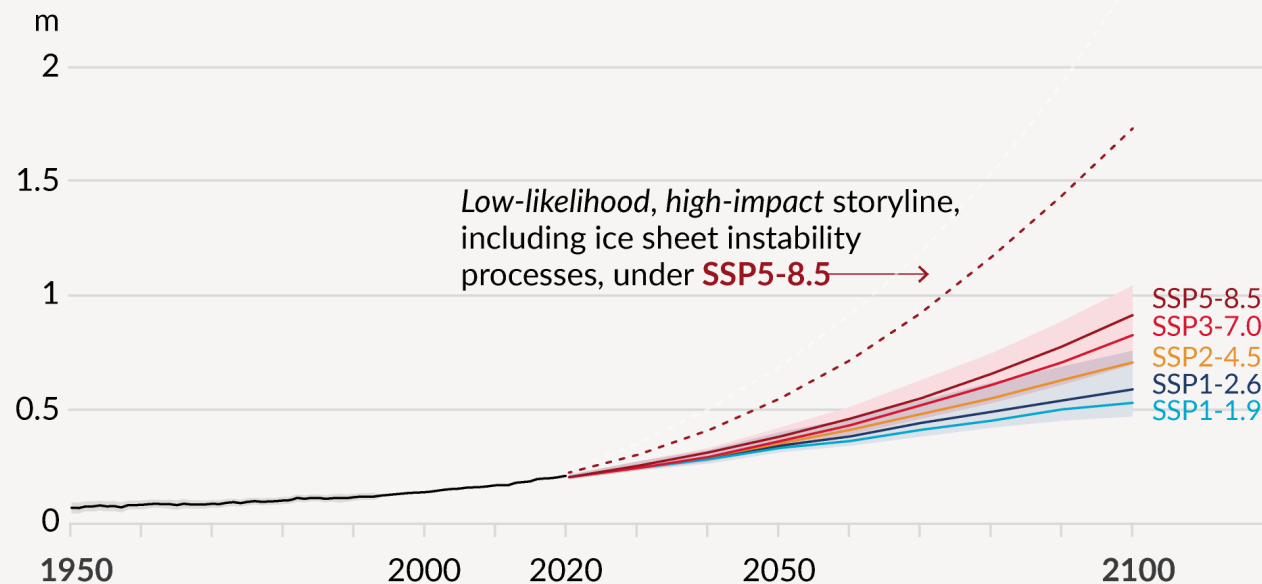 m
2
1.5
Low-likelihood, high-impact storyline,
including ice sheet instability
processes, under SSP5-8.5
1
SSP5-8.5
SSP3-7.0
SSP2-4.5
SSP1-2.6
SSP1-1.9
0.5
0
1950 2000 2020 2050 2100